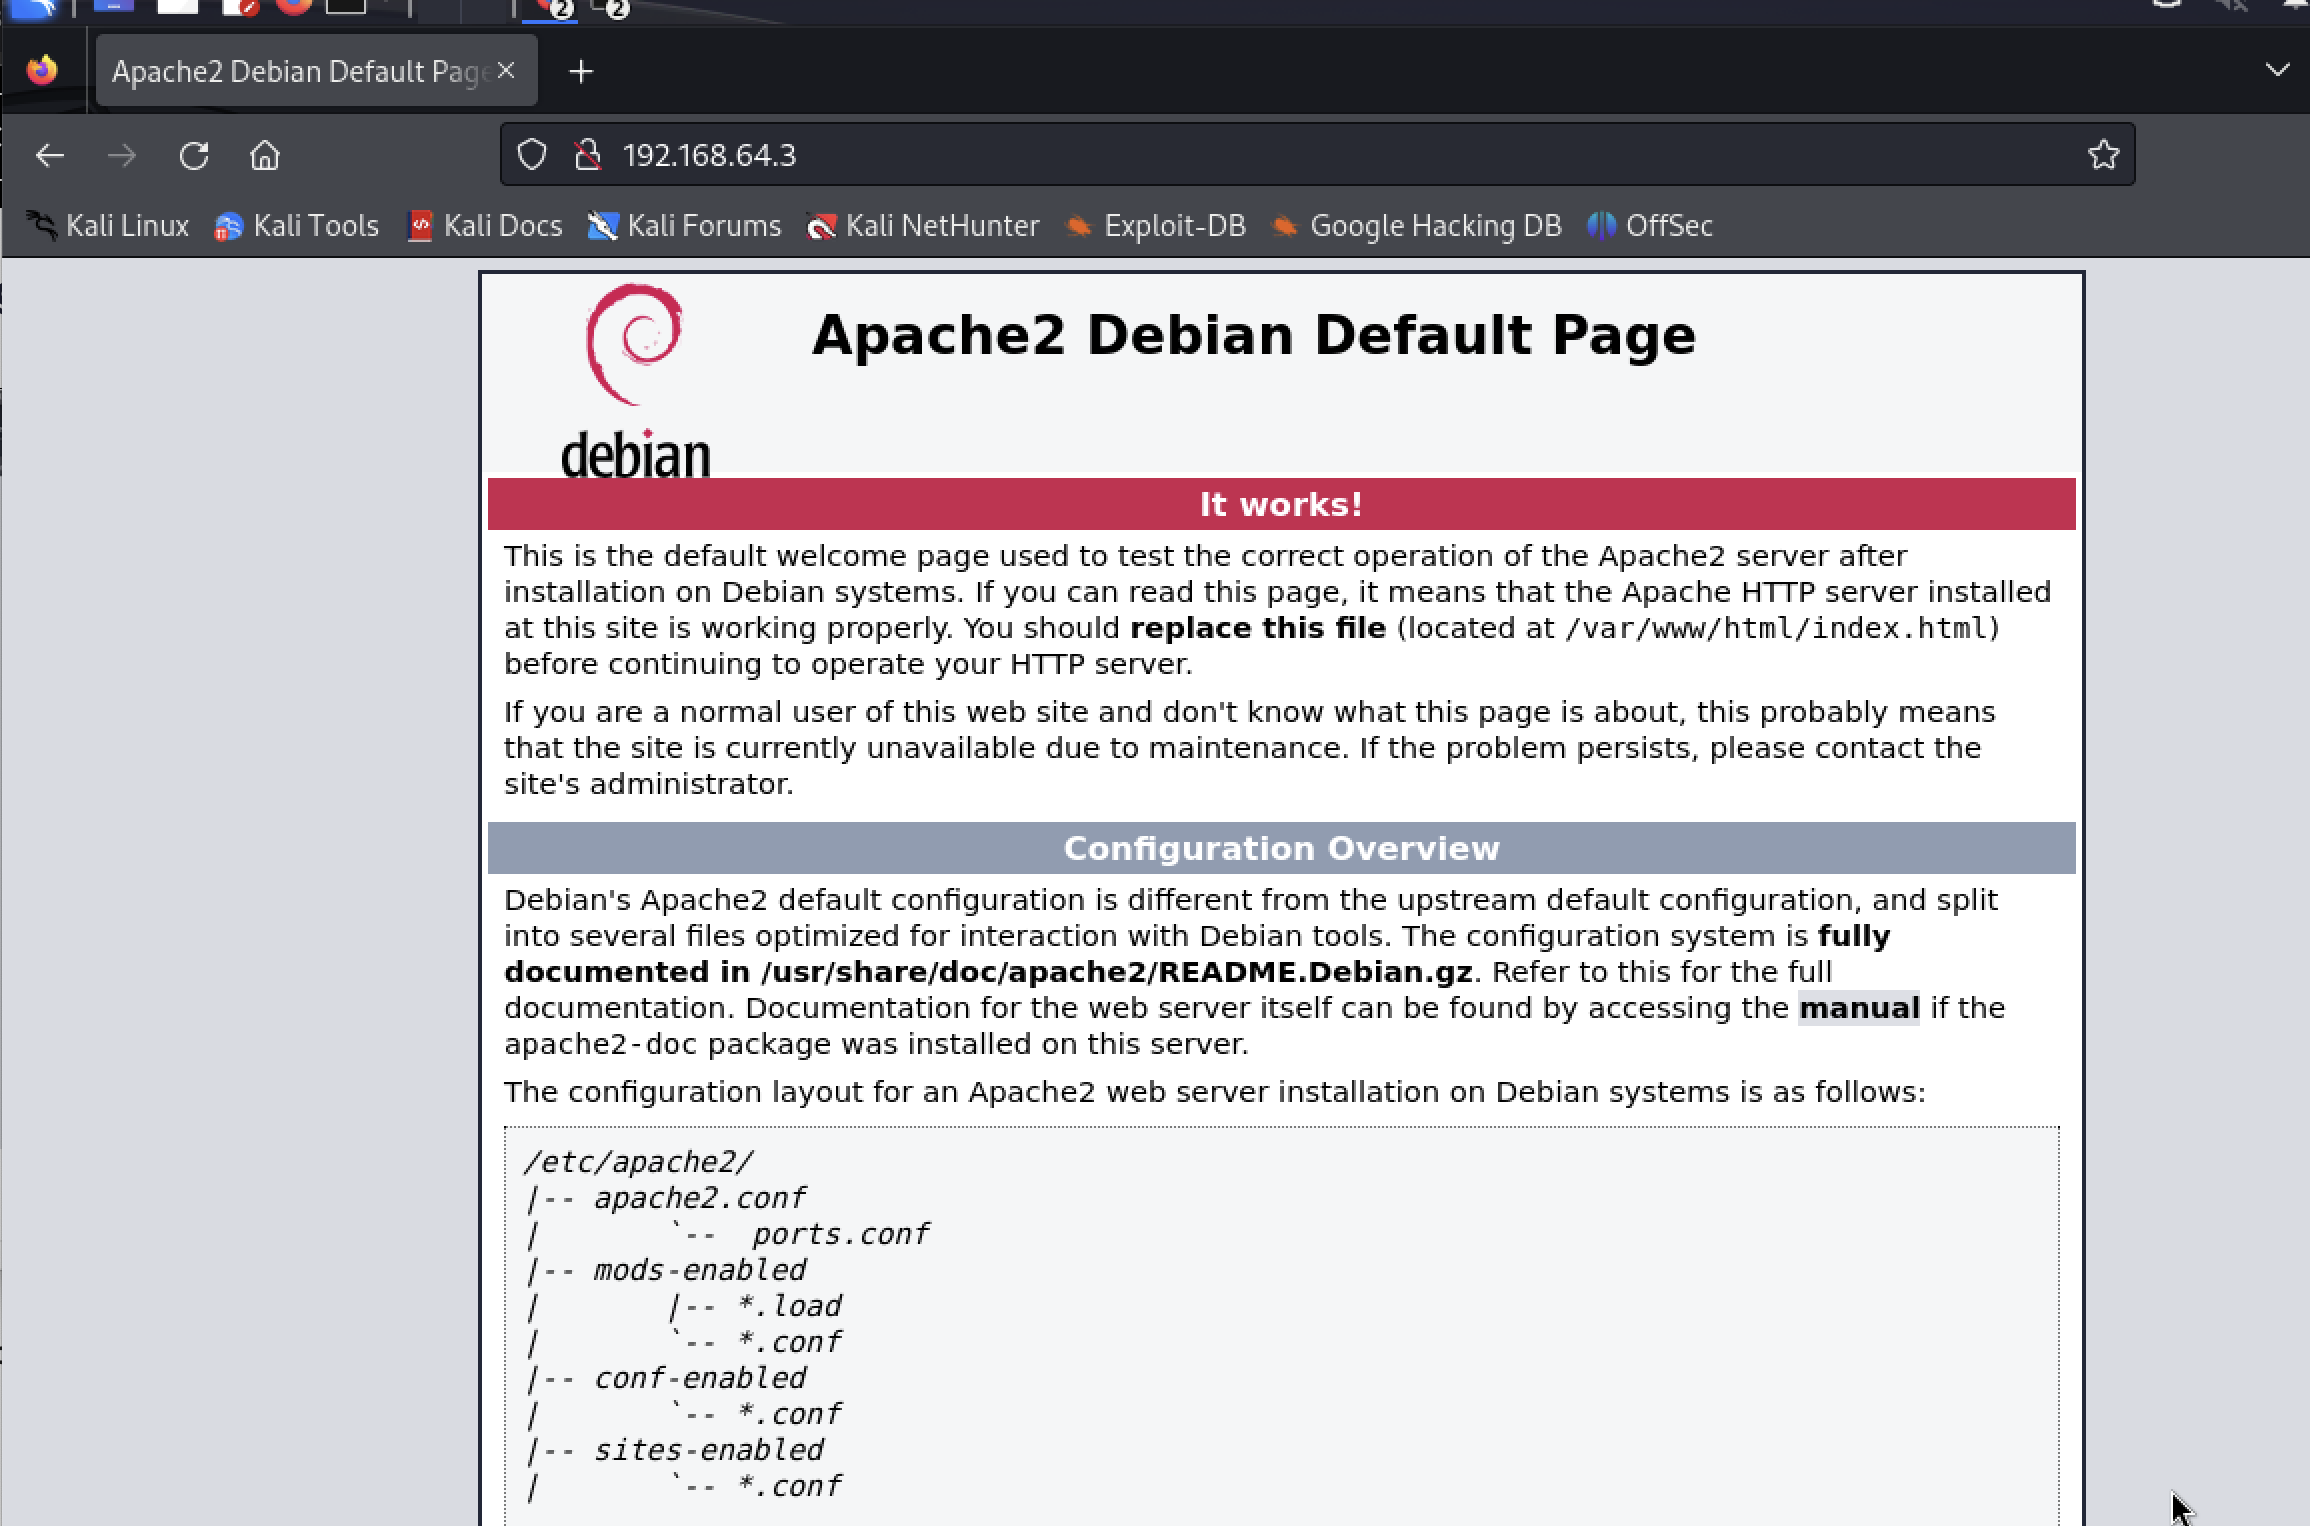 2
2
Apache2 Debian Default Page
192.168.64.3
Kali Linux Kali Tools Kali Docs Kali Forums Kali NetHunter Exploit-DB Google Hacking DB OffSec
debian
Apache2 Debian Default Page
It works!
This is the default welcome page used to test the correct operation of the Apache2 server after
installation on Debian systems. If you can read this page, it means that the Apache HTTP server installed
at this site is working properly. You should replace this file (located at /var/www/html/index.html)
before continuing to operate your HTTP server.
If you are a normal user of this web site and don't know what this page is about, this probably means
that the site is currently unavailable due to maintenance. If the problem persists, please contact the
site's administrator.
Configuration Overview
Debian's Apache2 default configuration is different from the upstream default configuration, and split
into several files optimized for interaction with Debian tools. The configuration system is fully
documented in /usr/share/doc/apache2/README.Debian.gz. Refer to this for the full
documentation. Documentation for the web server itself can be found by accessing the manual if the
apache2-doc package was installed on this server.
The configuration layout for an Apache2 web server installation on Debian systems is as follows:
/etc/apache2/
|-- apache2.conf
|       `--  ports.conf
|-- mods-enabled
|       |-- *.load
|       `-- *.conf
|-- conf-enabled
|       `-- *.conf
|-- sites-enabled
|       `-- *.conf